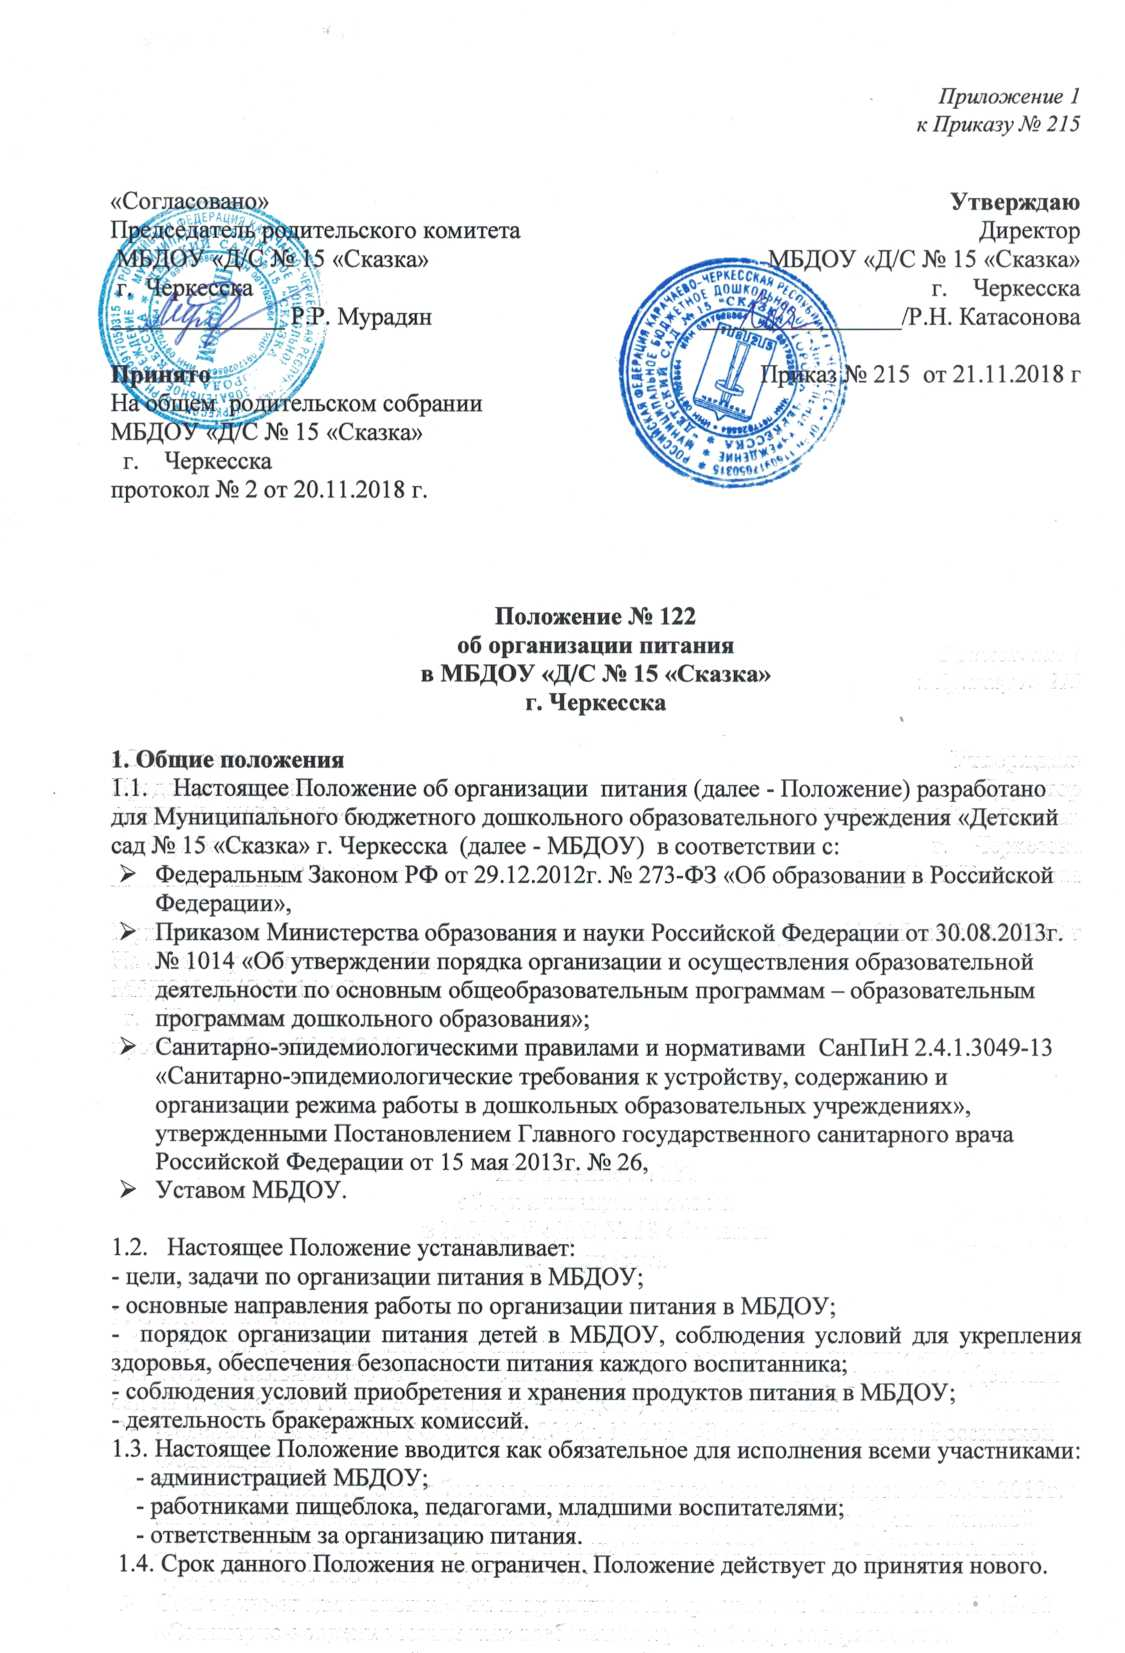 Приложение 1
к Приказу № 215
«Согласовано»
Председатель родительского комитета
МБДОУ «Д/С № 15 «Сказка»
г. Черкесска
______________ Р.Р. Мурадян
Утверждаю
Директор
МБДОУ «Д/С № 15 «Сказка»
г. Черкесска
____________/Р.Н. Катасонова
Приказ № 215 от 21.11.2018 г
Принято
На общем родительском собрании
МБДОУ «Д/С № 15 «Сказка»
г. Черкесска
протокол № 2 от 20.11.2018 г.
Положение № 122
об организации питания
в МБДОУ «Д/С № 15 «Сказка»
г. Черкесска
1. Общие положения
1.1. Настоящее Положение об организации питания (далее - Положение) разработано
для Муниципального бюджетного дошкольного образовательного учреждения «Детский
сад № 15 «Сказка» г. Черкесска (далее - МБДОУ) в соответствии с:
➢ Федеральным Законом РФ от 29.12.2012г. № 273-ФЗ «Об образовании в Российской
Федерации»,
➢ Приказом Министерства образования и науки Российской Федерации от 30.08.2013г.
№ 1014 «Об утверждении порядка организации и осуществления образовательной
деятельности по основным общеобразовательным программам – образовательным
программам дошкольного образования»;
➢ Санитарно-эпидемиологическими правилами и нормативами СанПиН 2.4.1.3049-13
«Санитарно-эпидемиологические требования к устройству, содержанию и
организации режима работы в дошкольных образовательных учреждениях»,
утвержденными Постановлением Главного государственного санитарного врача
Российской Федерации от 15 мая 2013г. № 26,
➢ Уставом МБДОУ.
1.2. Настоящее Положение устанавливает:
- цели, задачи по организации питания в МБДОУ;
- основные направления работы по организации питания в МБДОУ;
- порядок организации питания детей в МБДОУ, соблюдения условий для укрепления
здоровья, обеспечения безопасности питания каждого воспитанника;
- соблюдения условий приобретения и хранения продуктов питания в МБДОУ;
- деятельность бракеражных комиссий.
1.3. Настоящее Положение вводится как обязательное для исполнения всеми участниками:
- администрацией МБДОУ;
- работниками пищеблока, педагогами, младшими воспитателями;
- ответственным за организацию питания.
1.4. Срок данного Положения не ограничен. Положение действует до принятия нового.